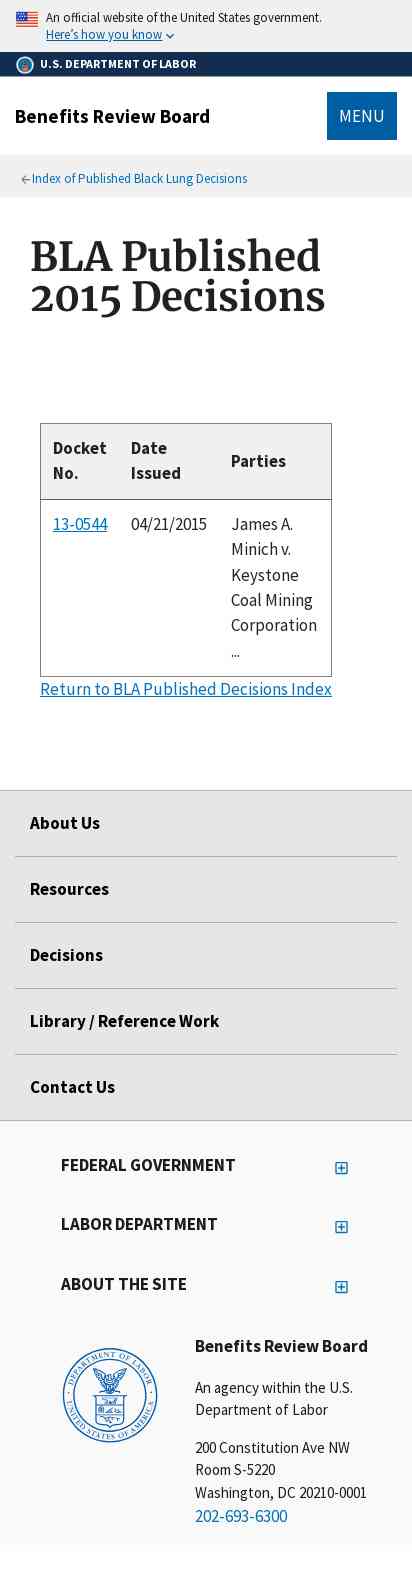 An official website of the United States government.
Here's how you know
U.S. DEPARTMENT OF LABOR
Benefits Review Board
MENU
Index of Published Black Lung Decisions
BLA Published
2015 Decisions
Docket No.
Date Issued
Parties
13-0544
04/21/2015
James A.
Minich v.
Keystone
Coal Mining
Corporation
...
Return to BLA Published Decisions Index
About Us
Resources
Decisions
Library / Reference Work
Contact Us
FEDERAL GOVERNMENT
LABOR DEPARTMENT
ABOUT THE SITE
DEPARTMENT OF LABOR
UNITED STATES OF AMERICA
Benefits Review Board
An agency within the U.S.
Department of Labor
200 Constitution Ave NW
Room S-5220
Washington, DC 20210-0001
202-693-6300